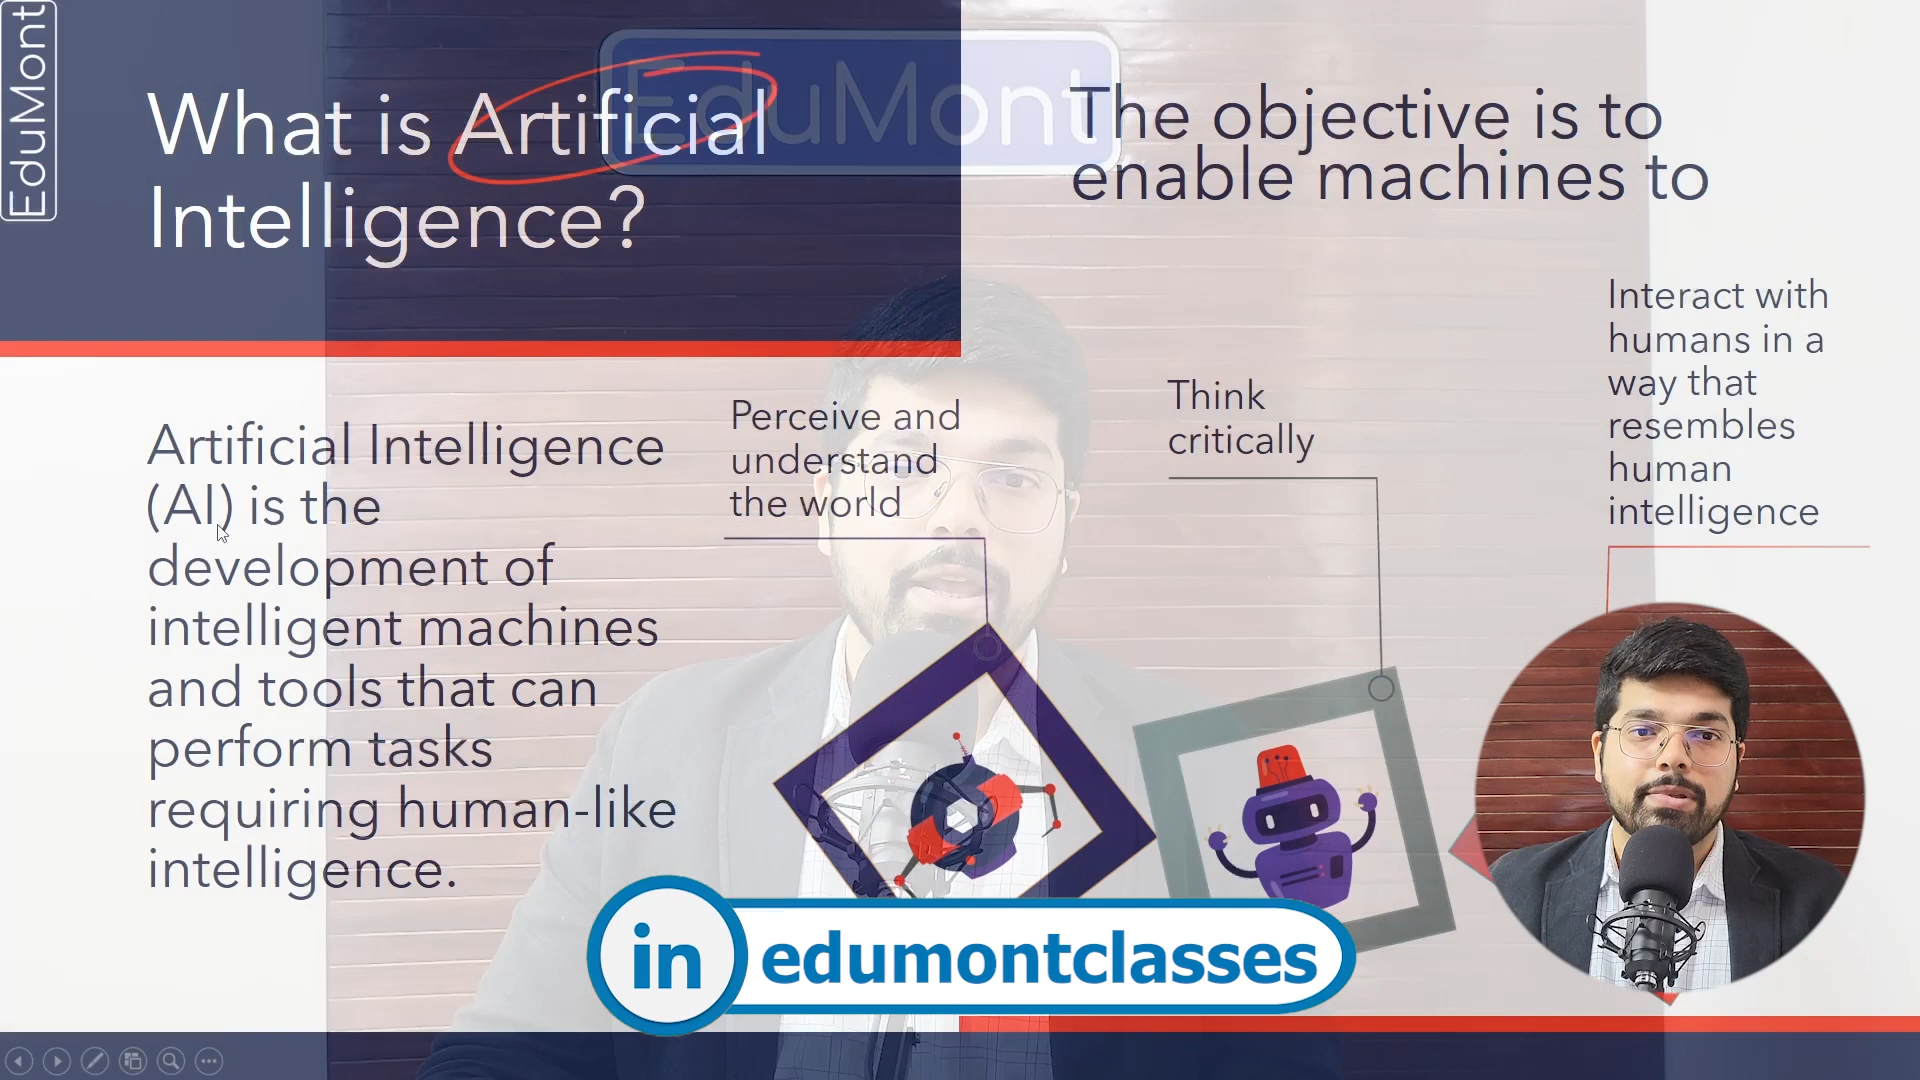 EduMont
EduMont
What is Artificial
Intelligence?
The objective is to
enable machines to
Artificial Intelligence
(AI) is the
development of
intelligent machines
and tools that can
perform tasks
requiring human-like
intelligence.
Perceive and
understand
the world
Think
critically
Interact with
humans in a
way that
resembles
human
intelligence
in
edumontclasses